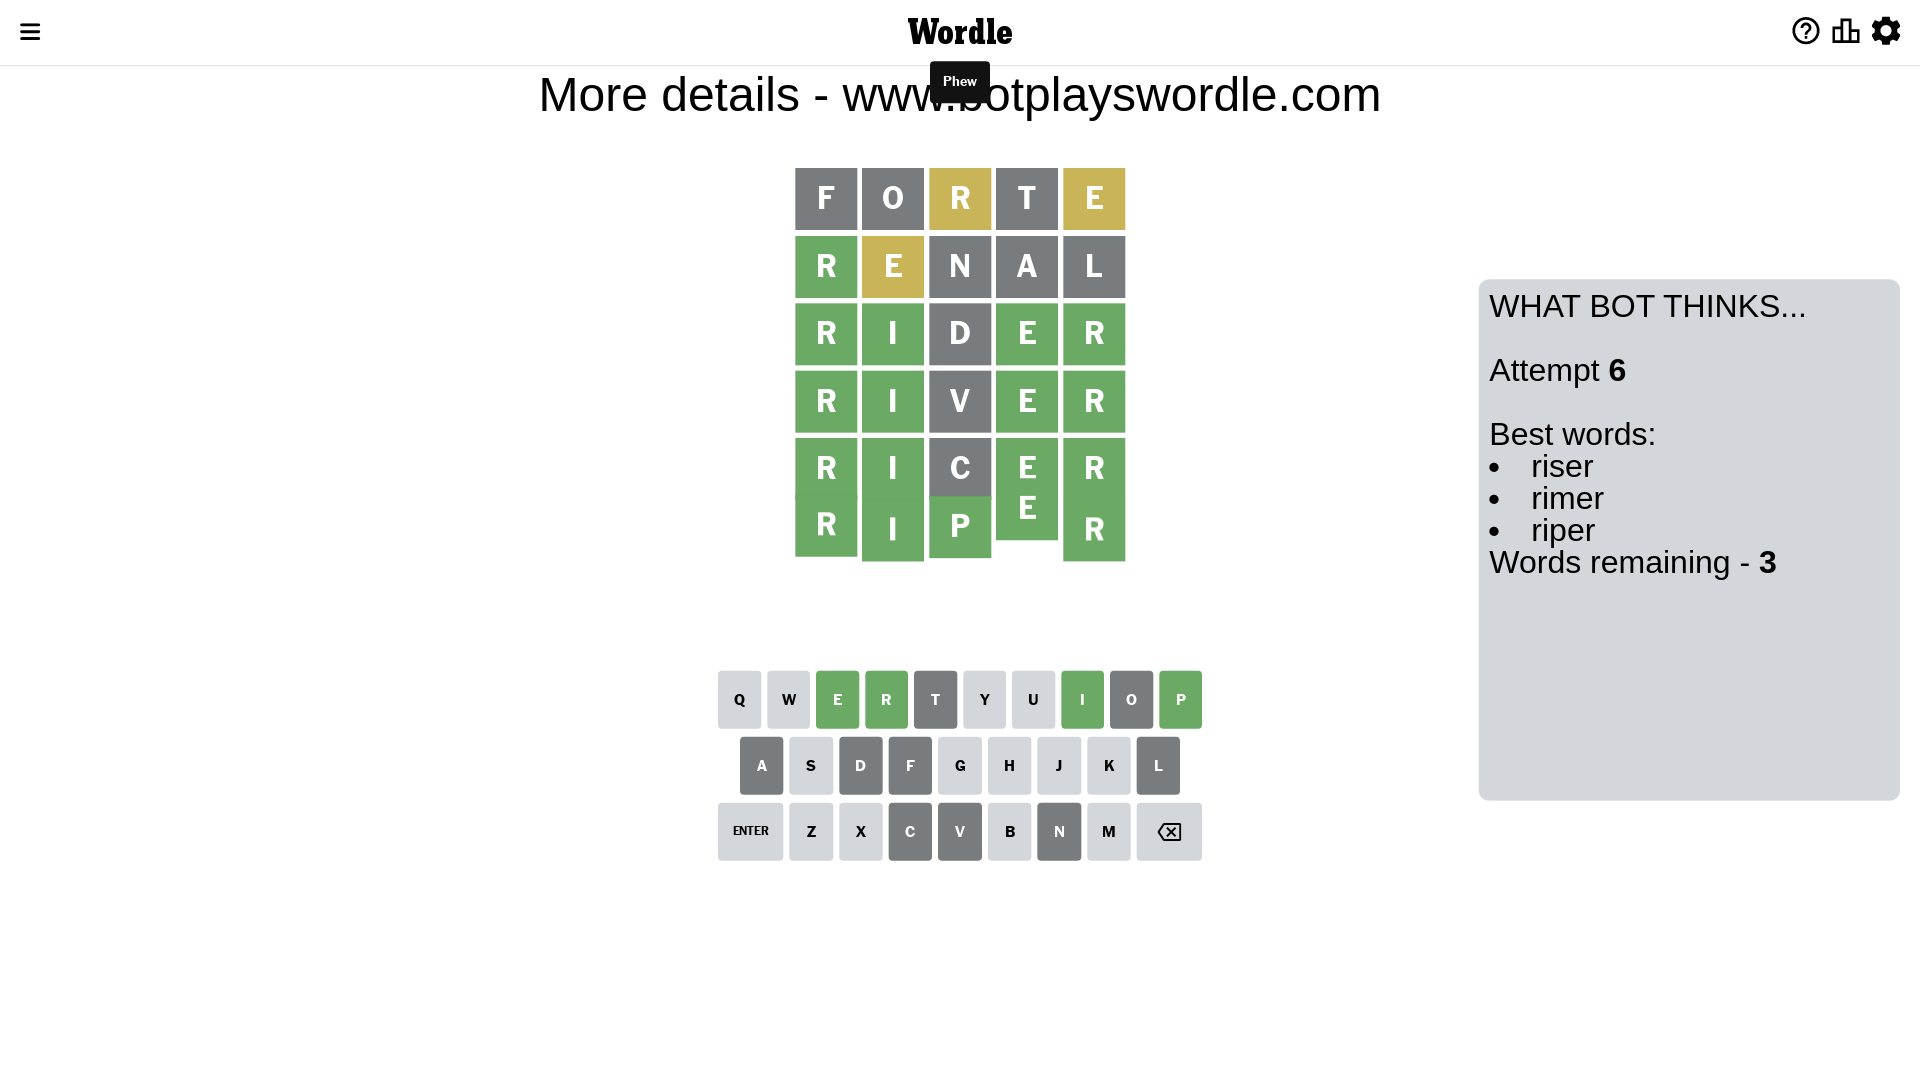 Wordle
Phew
More details - www.botplayswordle.com
F O R T E
R E N A L
R I D E R
R I V E R
R I C E R
R I P E R
WHAT BOT THINKS...
Attempt 6
Best words:
• riser
• rimer
• riper
Words remaining - 3
Q W E R T Y U I O P
A S D F G H J K L
ENTER Z X C V B N M